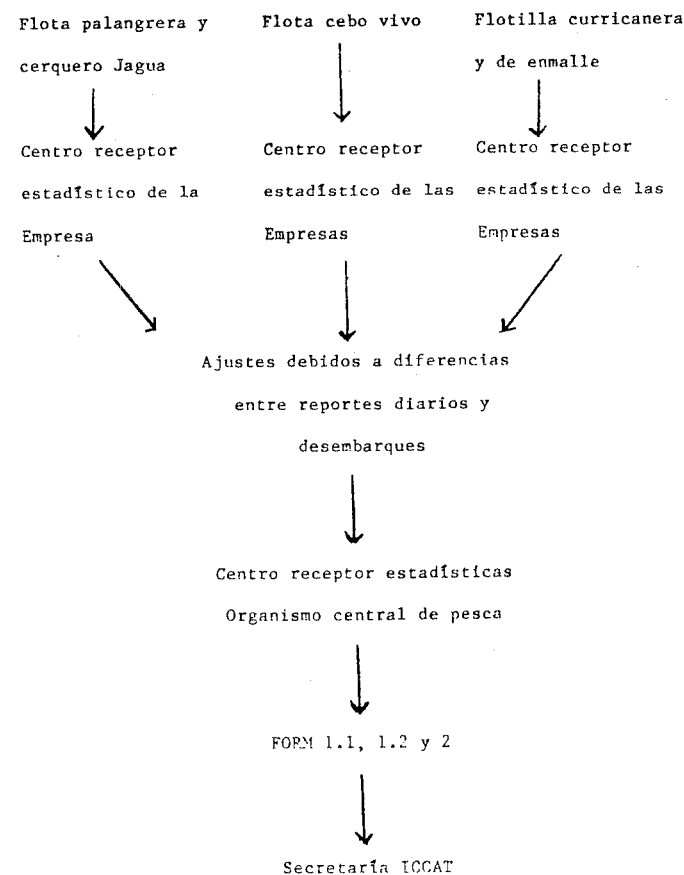 Flota palangrera y
cerquero Jagua
Flota cebo vivo
Flotilla curricanera
y de enmalle
Centro receptor
estadístico de la
Empresa
Centro receptor
estadístico de las
Empresas
Centro receptor
estadístico de las
Empresas
Ajustes debidos a diferencias
entre reportes diarios y
desembarques
Centro receptor estadísticas
Organismo central de pesca
FORM 1.1, 1.2 y 2
Secretaría ICCAT